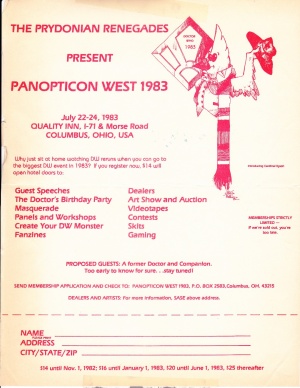 THE PRYDONIAN RENEGADES
PRESENT
PANOPTICON WEST 1983
DOCTOR
WHO
1983
July 22-24, 1983
QUALITY INN, I-71 & Morse Road
COLUMBUS, OHIO, USA
Why just sit at home watching DW reruns when you can go to
the biggest DW event in 1983? If you register now, $14 will
open hotel doors to:
Guest Speeches
The Doctor's Birthday Party
Masquerade
Panels and Workshops
Create Your DW Monster
Fanzines
Dealers
Art Show and Auction
Videotapes
Contests
Skits
Gaming
MEMBERSHIPS STRICTLY
LIMITED —
If we're sold out, you're
too late.
PROPOSED GUESTS: A former Doctor and Companion.
Too early to know for sure. . .stay tuned!
SEND MEMBERSHIP APPLICATION AND CHECK TO: PANOPTICON WEST 1983, P.O. BOX 2583, Columbus, OH. 43215
DEALERS AND ARTISTS: For more information, SASE above address.
NAME
ADDRESS
CITY/STATE/ZIP
$14 until Nov. 1, 1982; $16 until January 1, 1983, $20 until June 1, 1983, $25 thereafter